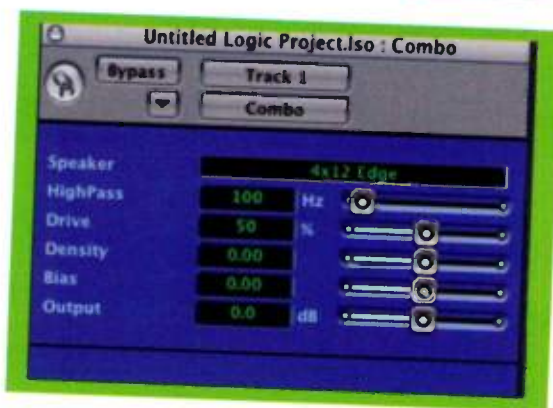 Untitled Logic Project.lso : Combo
Bypass
Track 1
Combo
Speaker 4x12 Edge
HighPass 100 Hz
Drive 50 %
Density 0.00
Bias 0.00
Output 0.0 dB